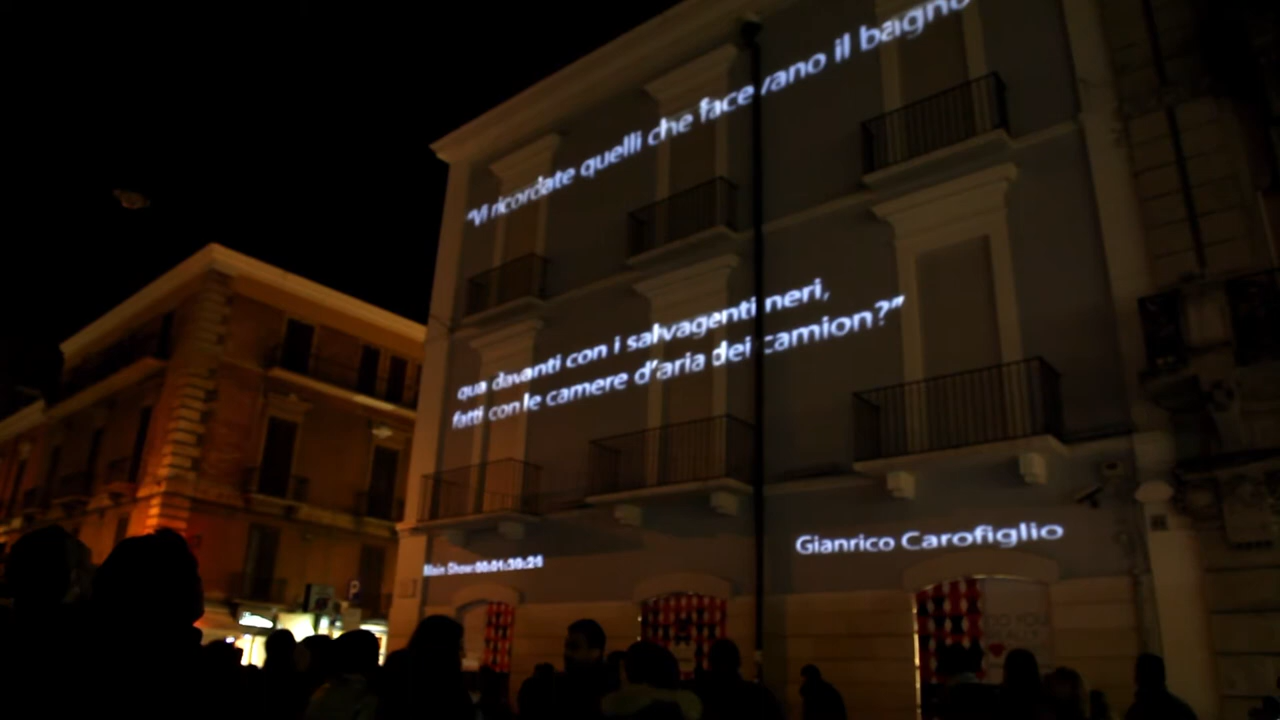 "Vi ricordate quelli che facevano il bagno
qua davanti con i salvagenti neri,
fatti con le camere d'aria dei camion?"
Gianrico Carofiglio
Main Show:00:01:39:26
P